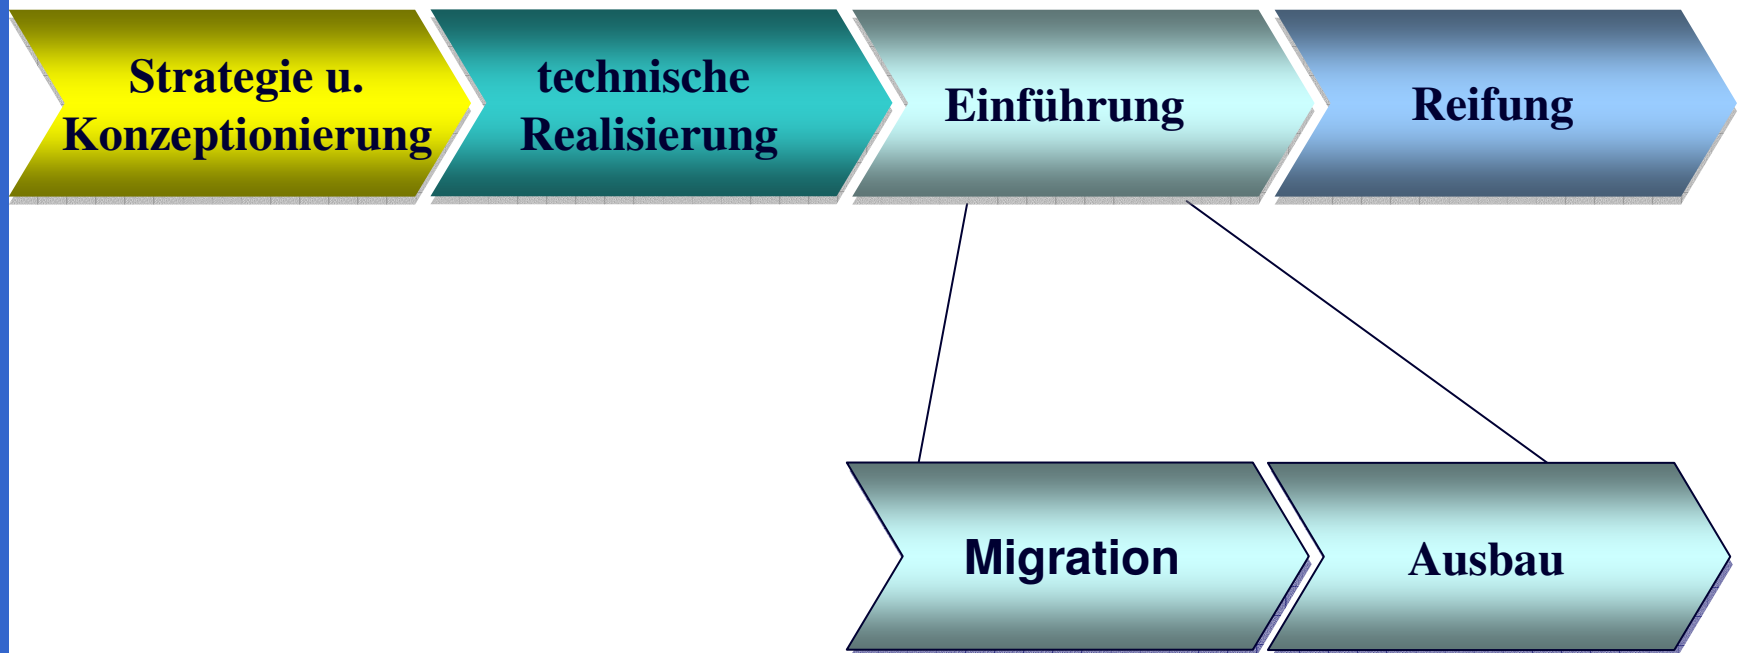 Strategie u.
Konzeptionierung
technische
Realisierung
Einführung
Reifung
Migration
Ausbau